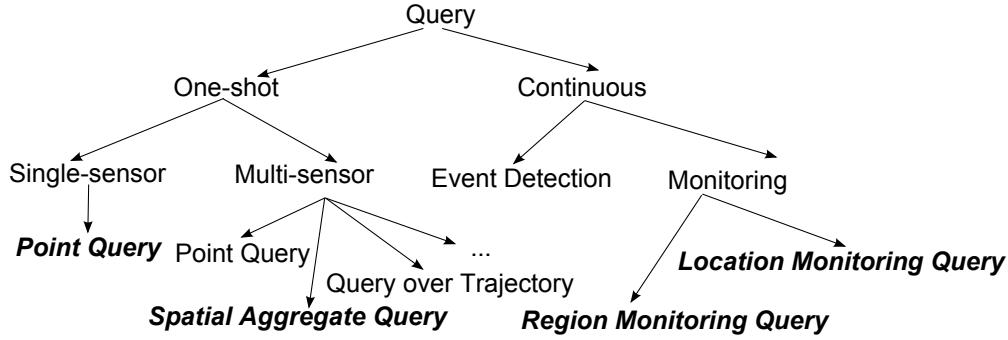 Query
One-shot
Continuous
Single-sensor
Multi-sensor
Event Detection
Monitoring
Point Query
Point Query
...
Location Monitoring Query
Query over Trajectory
Spatial Aggregate Query
Region Monitoring Query